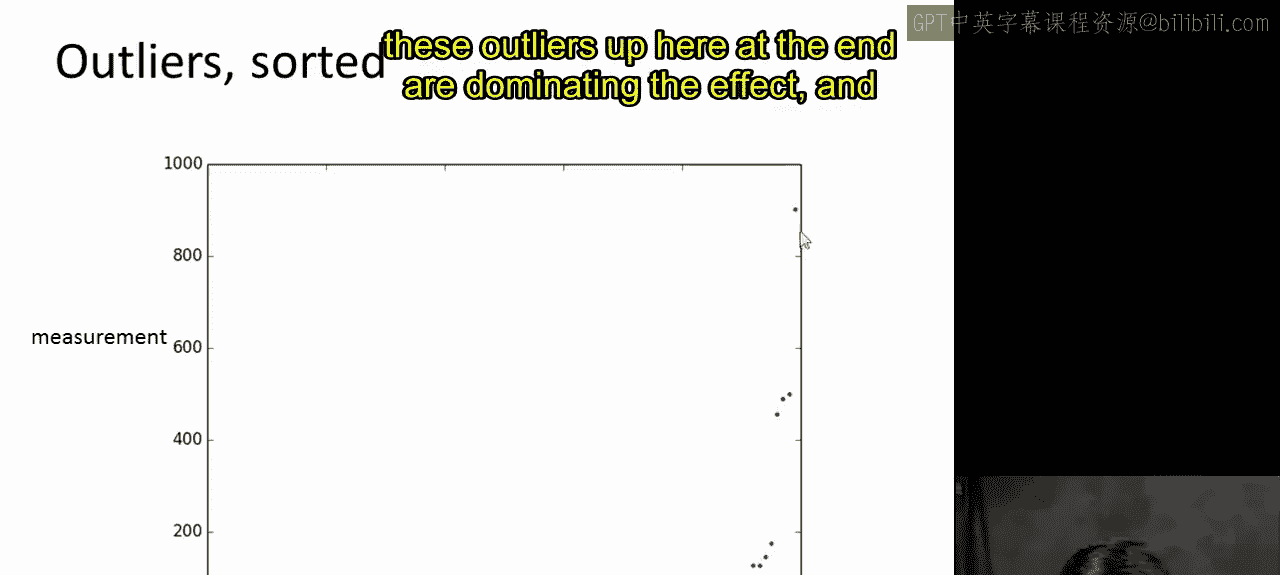 GPT中英字幕课程资源@bilibili.com
Outliers, sorted
these outliers up here at the end
are dominating the effect, and
1000
800
measurement
600
400
200